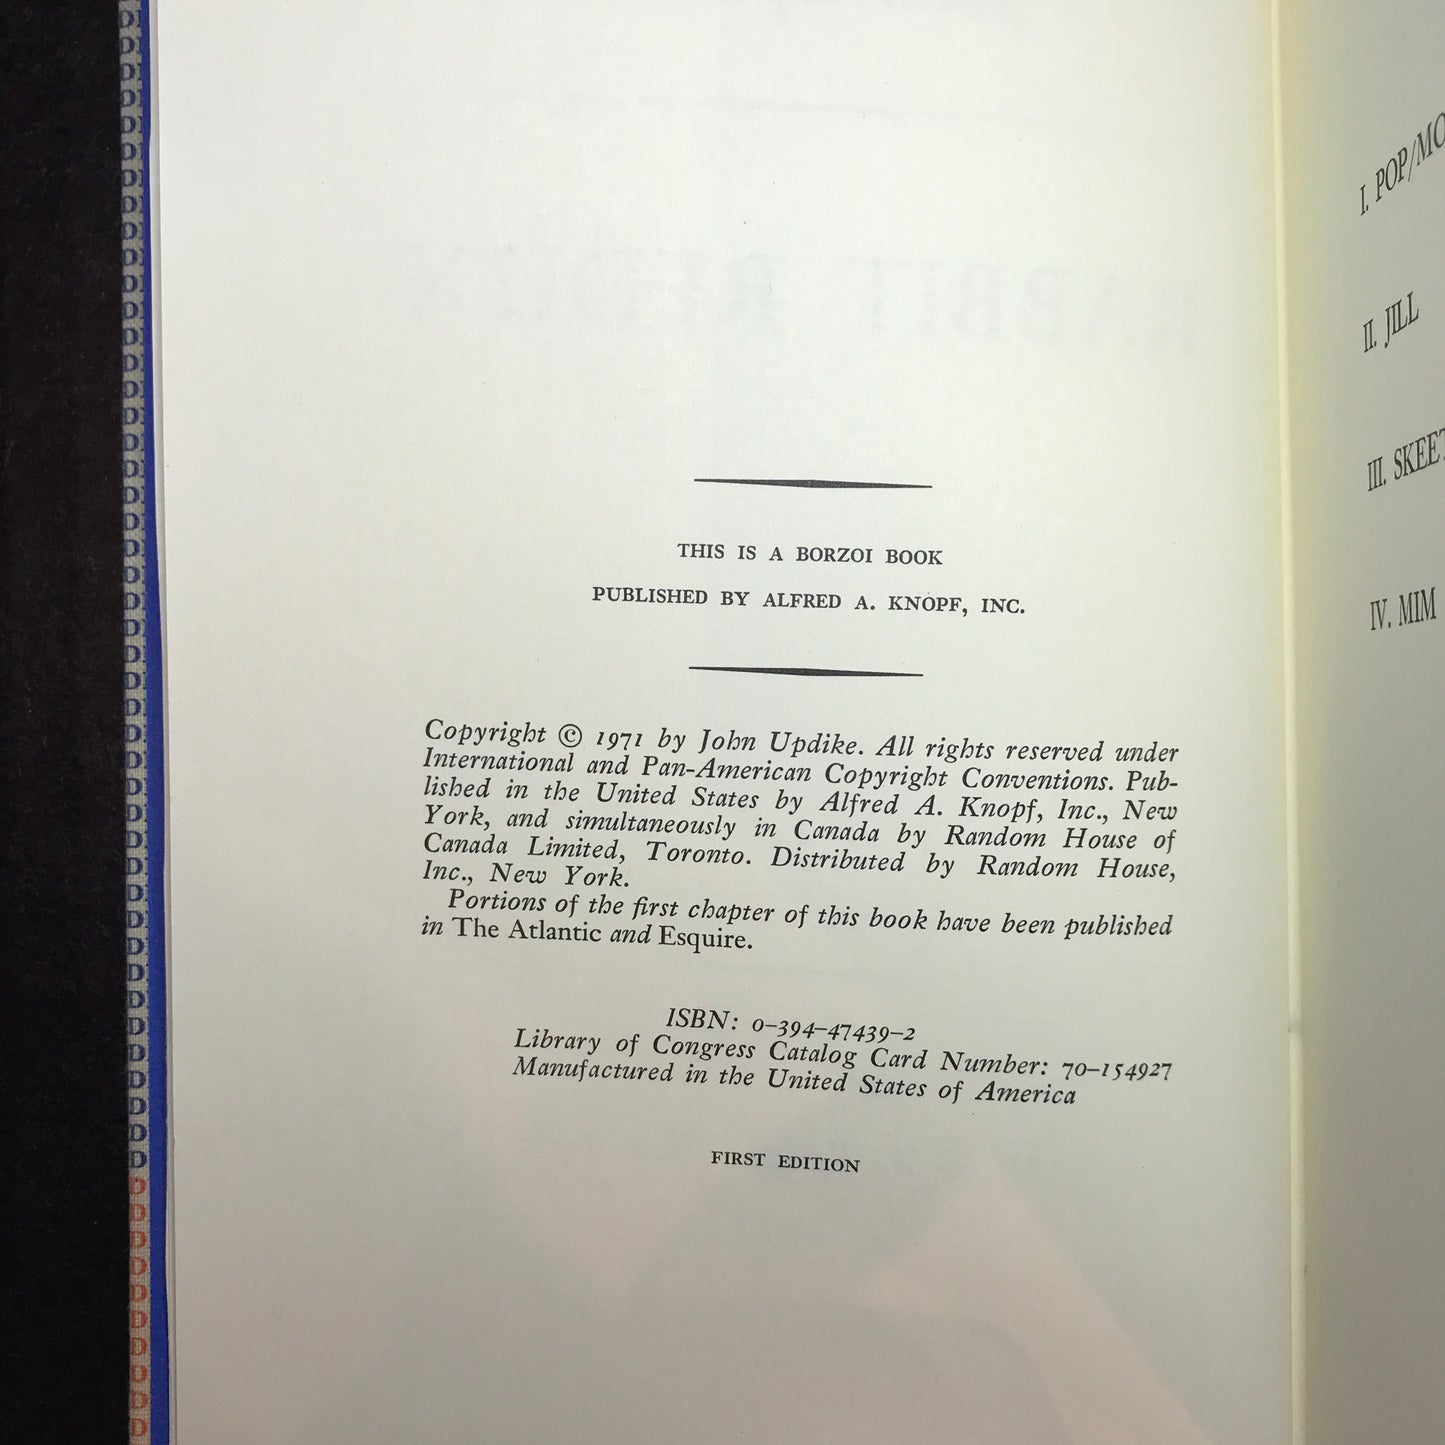 THIS IS A BORZOI BOOK
PUBLISHED BY ALFRED A. KNOPF, INC.
Copyright © 1971 by John Updike. All rights reserved under
International and Pan-American Copyright Conventions. Pub-
lished in the United States by Alfred A. Knopf, Inc., New
York, and simultaneously in Canada by Random House of
Canada Limited, Toronto. Distributed by Random House,
Inc., New York.
Portions of the first chapter of this book have been published
in The Atlantic and Esquire.
ISBN: 0-394-47439-2
Library of Congress Catalog Card Number: 70-154927
Manufactured in the United States of America
FIRST EDITION
I. POP/MO
II. JILL
III. SKEET
IV. MIM